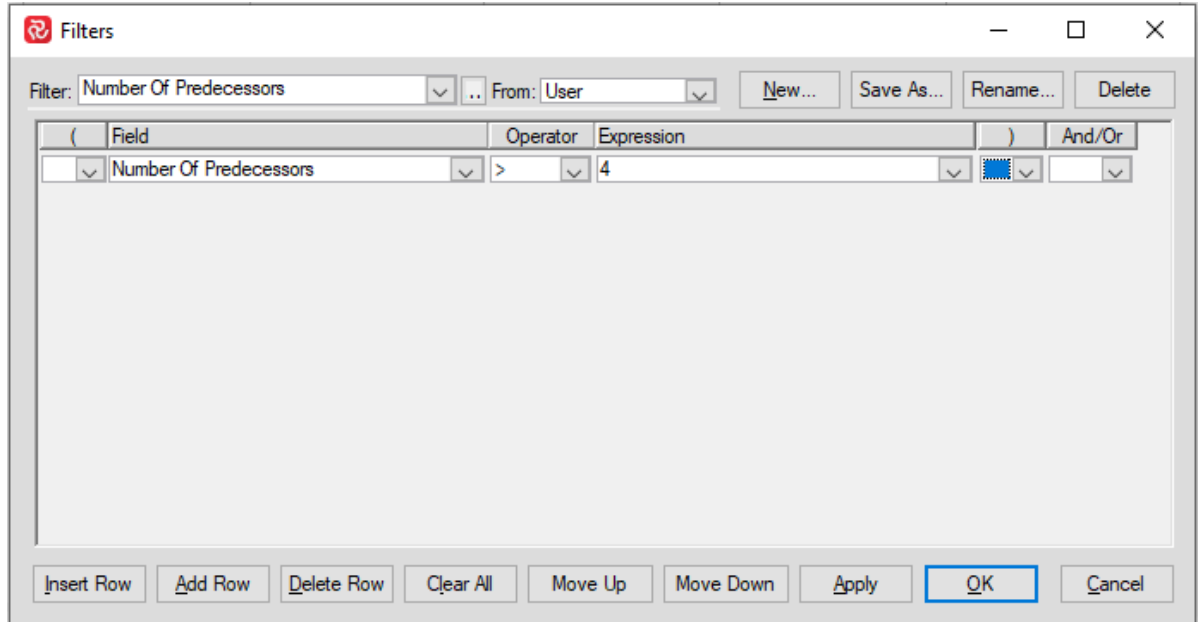 Filters
Filter: Number Of Predecessors .. From: User New... Save As... Rename... Delete
( Field Operator Expression ) And/Or
Number Of Predecessors > 4
Insert Row Add Row Delete Row Clear All Move Up Move Down Apply OK Cancel